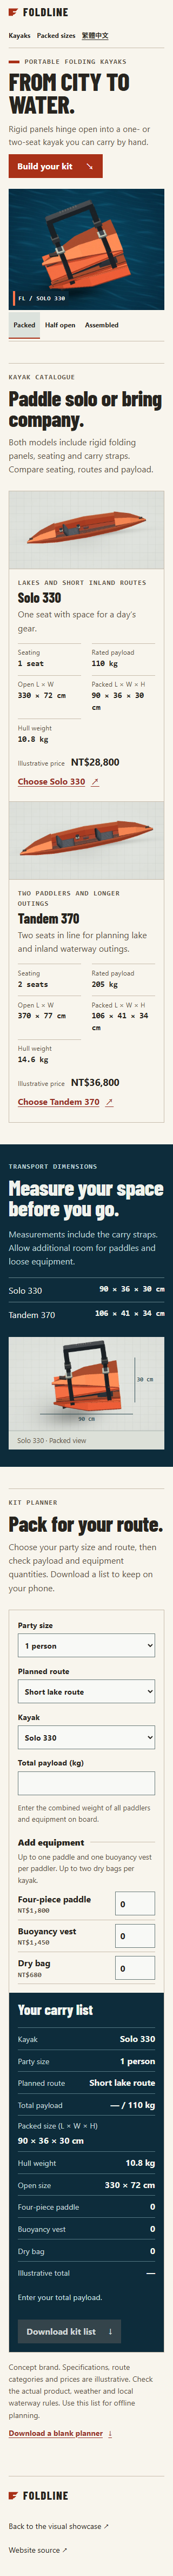 FOLDLINE
Kayaks Packed sizes 繁體中文
PORTABLE FOLDING KAYAKS
FROM CITY TO
WATER.
Rigid panels hinge open into a one- or
two-seat kayak you can carry by hand.
Build your kit ↘
FL / SOLO 330
Packed Half open Assembled
KAYAK CATALOGUE
Paddle solo or bring
company.
Both models include rigid folding
panels, seating and carry straps.
Compare seating, routes and payload.
LAKES AND SHORT INLAND ROUTES
Solo 330
One seat with space for a day's
gear.
Seating Rated payload
1 seat 110 kg
Open L × W Packed L × W × H
330 × 72 cm 90 × 36 × 30
cm
Hull weight
10.8 kg
Illustrative price NT$28,800
Choose Solo 330 ↗
TWO PADDLERS AND LONGER
OUTINGS
Tandem 370
Two seats in line for planning lake
and inland waterway outings.
Seating Rated payload
2 seats 205 kg
Open L × W Packed L × W × H
370 × 77 cm 106 × 41 × 34
cm
Hull weight
14.6 kg
Illustrative price NT$36,800
Choose Tandem 370 ↗
TRANSPORT DIMENSIONS
Measure your space
before you go.
Measurements include the carry straps.
Allow additional room for paddles and
loose equipment.
Solo 330 90 × 36 × 30 cm
Tandem 370 106 × 41 × 34 cm
30 cm
90 cm
Solo 330 · Packed view
KIT PLANNER
Pack for your route.
Choose your party size and route, then
check payload and equipment
quantities. Download a list to keep on
your phone.
Party size
1 person
Planned route
Short lake route
Kayak
Solo 330
Total payload (kg)
Enter the combined weight of all paddlers
and equipment on board.
Add equipment
Up to one paddle and one buoyancy vest
per paddler. Up to two dry bags per
kayak.
Four-piece paddle 0
NT$1,800
Buoyancy vest 0
NT$1,450
Dry bag 0
NT$680
Your carry list
Kayak Solo 330
Party size 1 person
Planned route Short lake route
Total payload — / 110 kg
Packed size (L × W × H)
90 × 36 × 30 cm
Hull weight 10.8 kg
Open size 330 × 72 cm
Four-piece paddle 0
Buoyancy vest 0
Dry bag 0
Illustrative total —
Enter your total payload.
Download kit list ↓
Concept brand. Specifications, route
categories and prices are illustrative. Check
the actual product, weather and local
waterway rules. Use this list for offline
planning.
Download a blank planner ↓
FOLDLINE
Back to the visual showcase ↗
Website source ↗